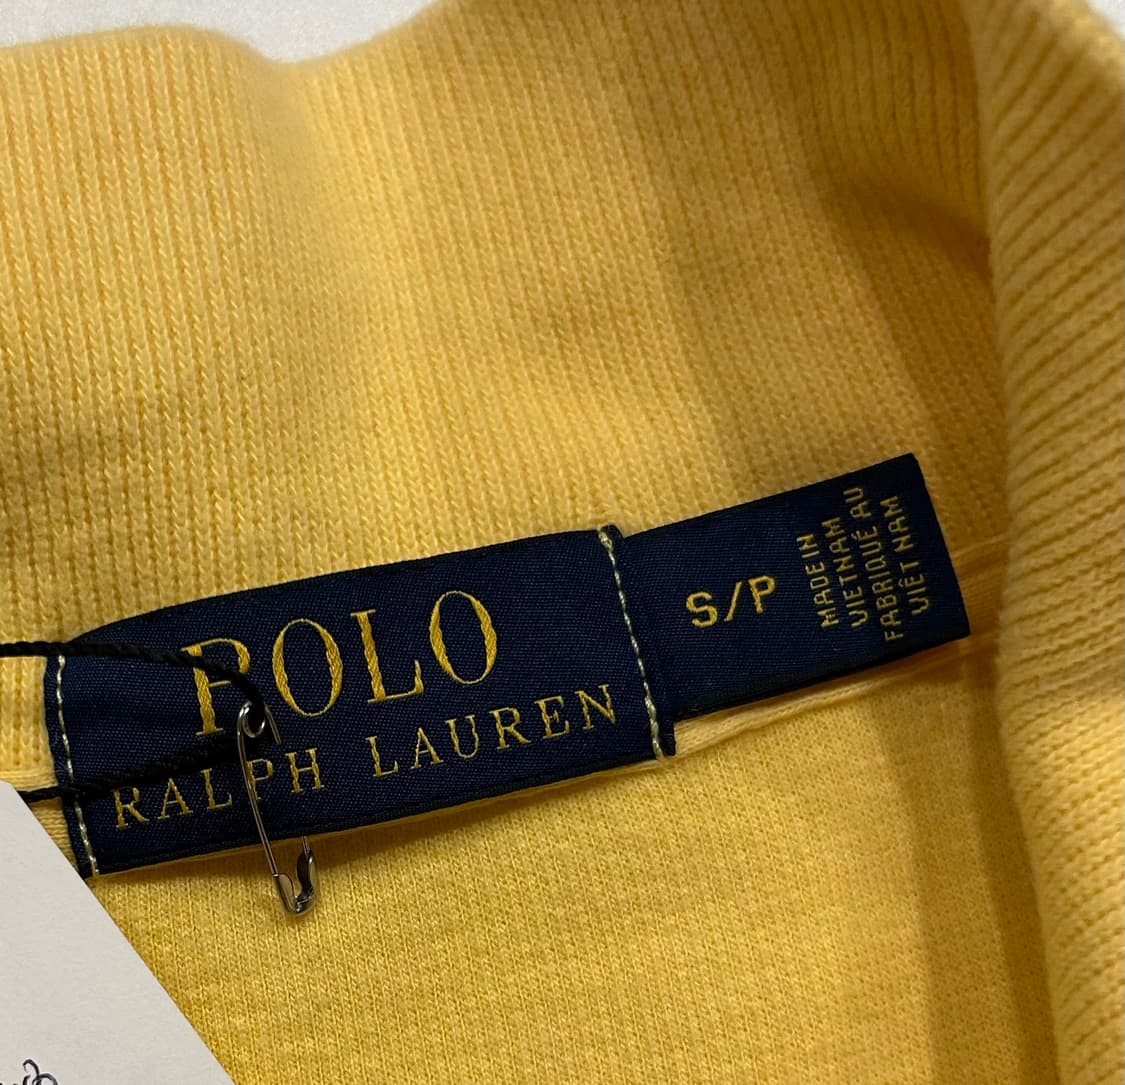 POLO
RALPH LAUREN
S/P
MADE IN
VIETNAM
FABRIQUÉ AU
VIÊT NAM